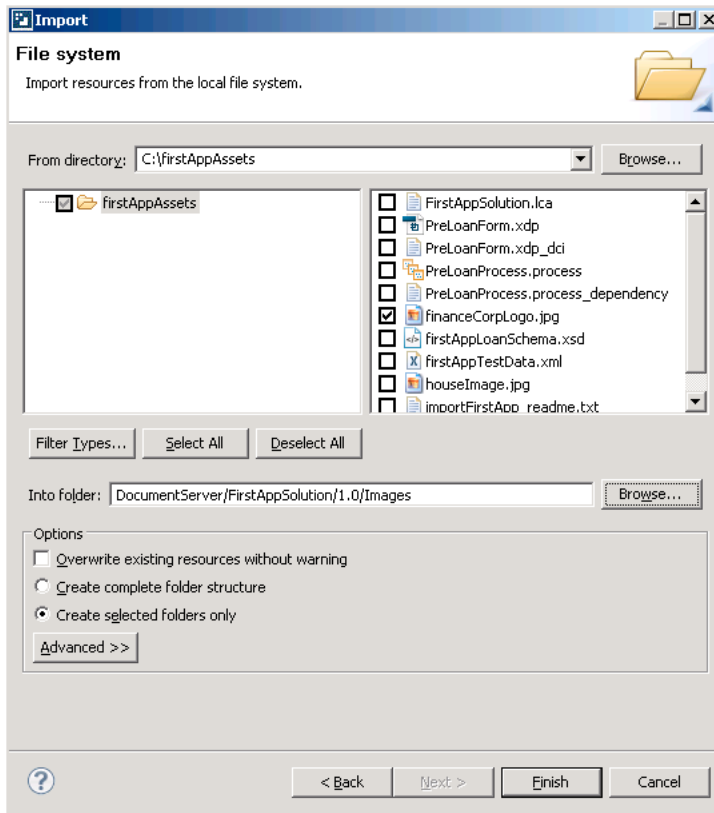 Import
File system
Import resources from the local file system.
From directory: C:\firstAppAssets Browse...
firstAppAssets
FirstAppSolution.lca
PreLoanForm.xdp
PreLoanForm.xdp_dci
PreLoanProcess.process
PreLoanProcess.process_dependency
financeCorpLogo.jpg
firstAppLoanSchema.xsd
firstAppTestData.xml
houseImage.jpg
importFirstApp_readme.txt
Filter Types... Select All Deselect All
Into folder: DocumentServer/FirstAppSolution/1.0/Images Browse...
Options
Overwrite existing resources without warning
Create complete folder structure
Create selected folders only
Advanced >>
? < Back Next > Finish Cancel